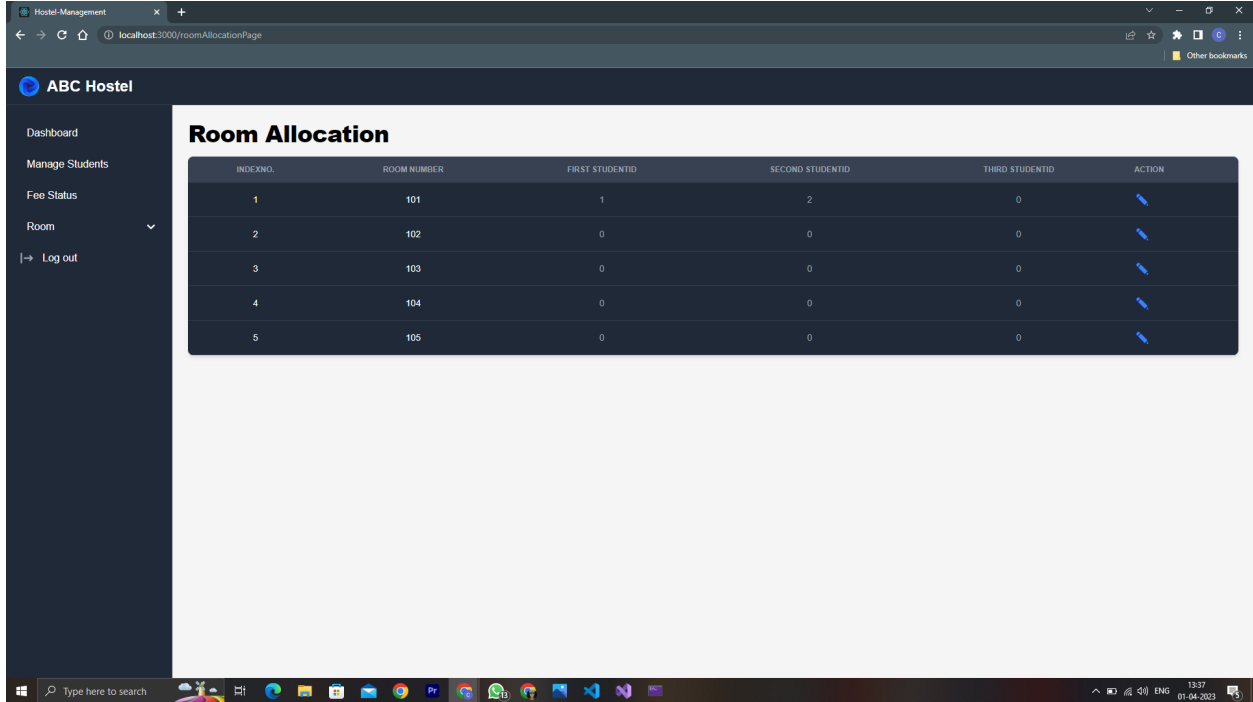 Hostel-Management
localhost:3000/roomAllocationPage
C
Other bookmarks
ABC Hostel
Dashboard
Manage Students
Fee Status
Room
Log out
Room Allocation
INDEXNO. ROOM NUMBER FIRST STUDENTID SECOND STUDENTID THIRD STUDENTID ACTION
1 101 1 2 0
2 102 0 0 0
3 103 0 0 0
4 104 0 0 0
5 105 0 0 0
Type here to search
Pr
13
ENG
13:37
01-04-2023
5